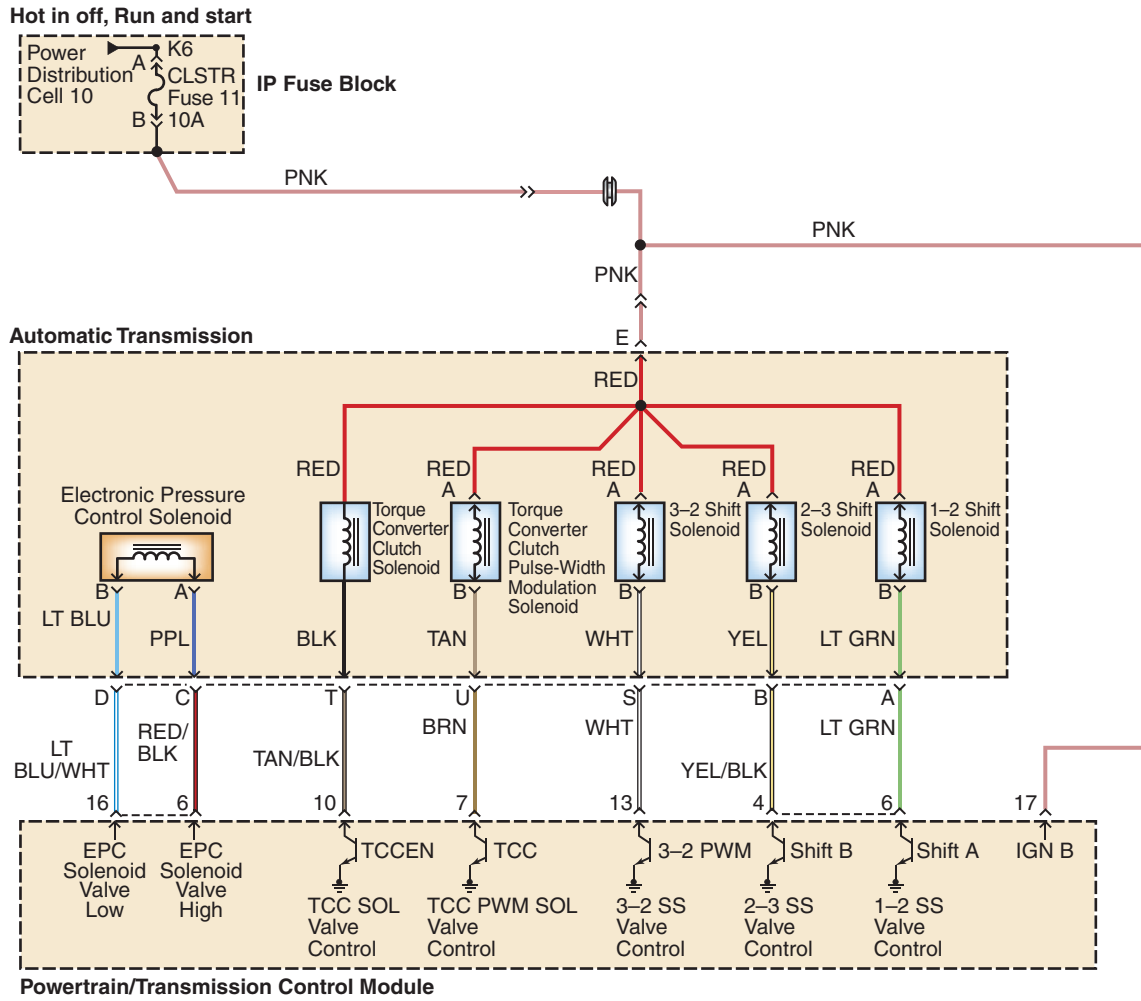 Hot in off, Run and start
Power
Distribution
Cell 10
K6
A
CLSTR
Fuse 11
B
10A
IP Fuse Block
PNK
PNK
PNK
E
Automatic Transmission
RED
RED
RED
RED
RED
RED
A
A
A
A
Electronic Pressure
Control Solenoid
Torque
Converter
Clutch
Solenoid
Torque
Converter
Clutch
Pulse-Width
Modulation
Solenoid
3–2 Shift
Solenoid
2–3 Shift
Solenoid
1–2 Shift
Solenoid
B
A
B
B
B
B
LT BLU
PPL
BLK
TAN
WHT
YEL
LT GRN
D
C
T
U
S
B
A
LT
BLU/WHT
RED/
BLK
TAN/BLK
BRN
WHT
YEL/BLK
LT GRN
16
6
10
7
13
4
6
17
EPC
Solenoid
Valve
Low
EPC
Solenoid
Valve
High
TCCEN
TCC SOL
Valve
Control
TCC
TCC PWM SOL
Valve
Control
3–2 PWM
3–2 SS
Valve
Control
Shift B
2–3 SS
Valve
Control
Shift A
1–2 SS
Valve
Control
IGN B
Powertrain/Transmission Control Module